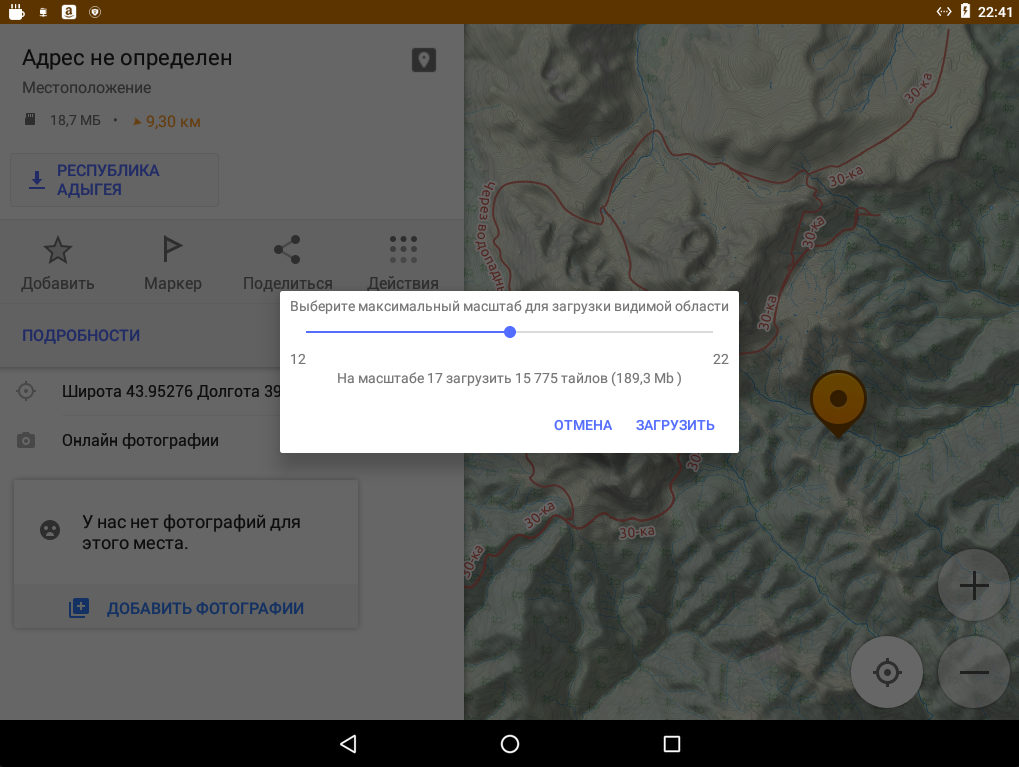 22:41
Адрес не определен
Местоположение
18,7 МБ • 9,30 км
РЕСПУБЛИКА
АДЫГЕЯ
Добавить
Маркер
Поделиться
Действия
ПОДРОБНОСТИ
Широта 43.95276 Долгота 39
Онлайн фотографии
У нас нет фотографий для
этого места.
ДОБАВИТЬ ФОТОГРАФИИ
Выберите максимальный масштаб для загрузки видимой области
12
22
На масштабе 17 загрузить 15 775 тайлов (189,3 Mb )
ОТМЕНА
ЗАГРУЗИТЬ
30-ка
30-ка
Через водопадн
30-ка
30-ка
30-ка
30-ка
30-ка
30-ка